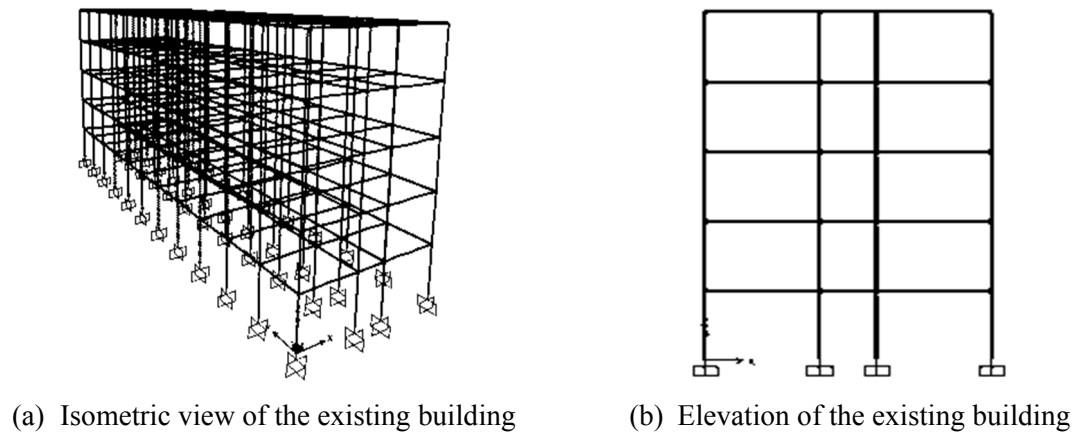 x
(a) Isometric view of the existing building
(b) Elevation of the existing building